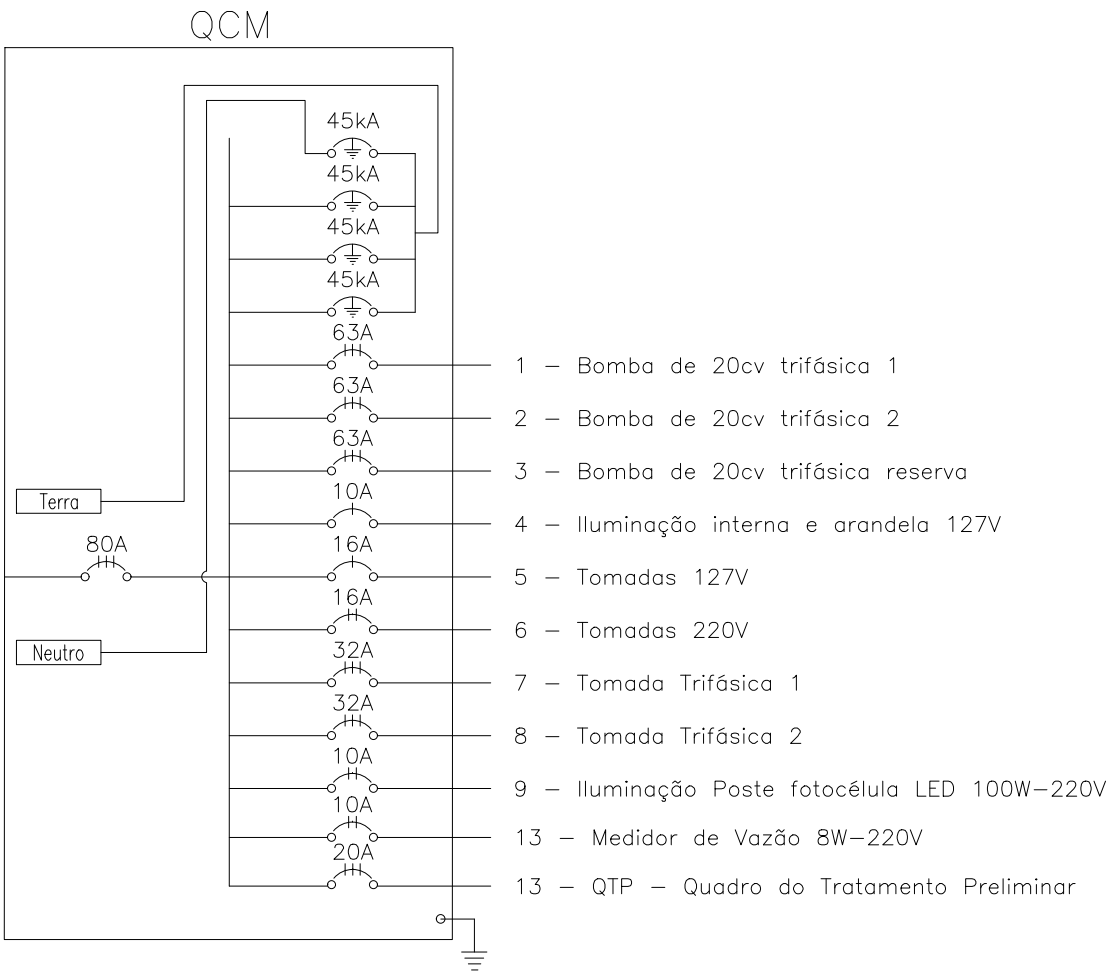 QCM
45kA
45kA
45kA
45kA
63A
1 – Bomba de 20cv trifásica 1
63A
2 – Bomba de 20cv trifásica 2
63A
3 – Bomba de 20cv trifásica reserva
Terra
10A
4 – Iluminação interna e arandela 127V
80A
16A
5 – Tomadas 127V
16A
6 – Tomadas 220V
Neutro
32A
7 – Tomada Trifásica 1
32A
8 – Tomada Trifásica 2
10A
9 – Iluminação Poste fotocélula LED 100W–220V
10A
13 – Medidor de Vazão 8W–220V
20A
13 – QTP – Quadro do Tratamento Preliminar